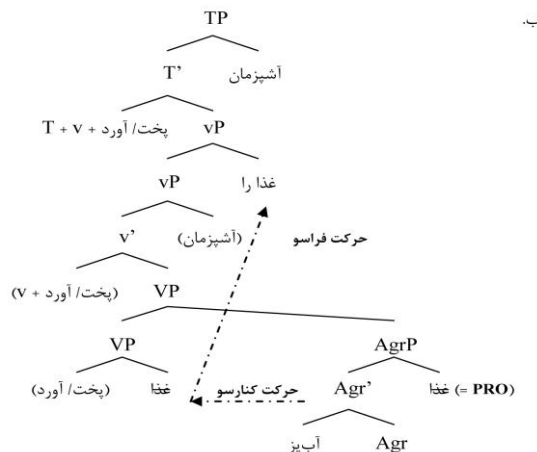 ب.
TP
آشپزمان T’
vP پخت/ آورد + T + v
غذا را vP
حرکت فراسو
(آشپزمان) v’
VP (پخت/ آورد + v)
AgrP VP
غذا (= PRO) Agr’ حرکت کنارسو غذا (پخت/ آورد)
Agr آب‌پز